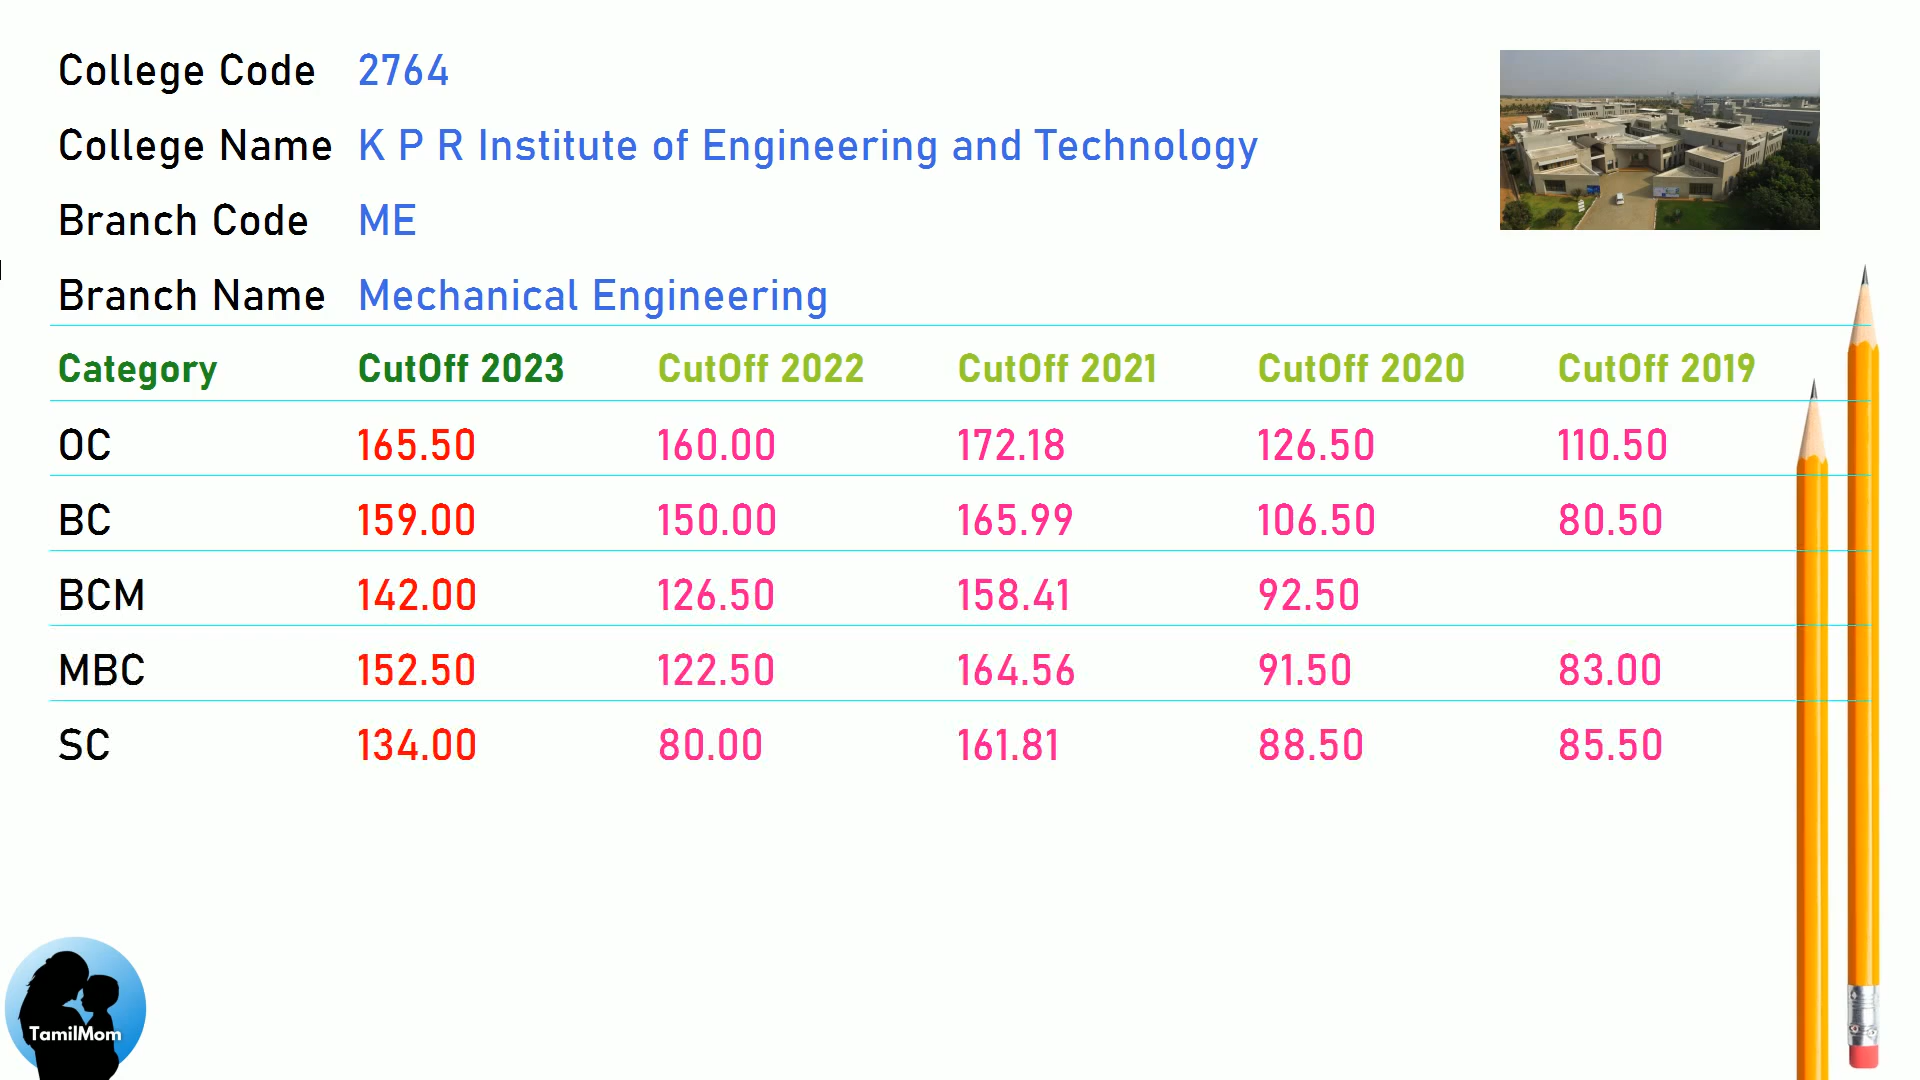 College Code 2764
College Name K P R Institute of Engineering and Technology
Branch Code ME
Branch Name Mechanical Engineering
Category CutOff 2023 CutOff 2022 CutOff 2021 CutOff 2020 CutOff 2019
OC 165.50 160.00 172.18 126.50 110.50
BC 159.00 150.00 165.99 106.50 80.50
BCM 142.00 126.50 158.41 92.50
MBC 152.50 122.50 164.56 91.50 83.00
SC 134.00 80.00 161.81 88.50 85.50
TamilMom